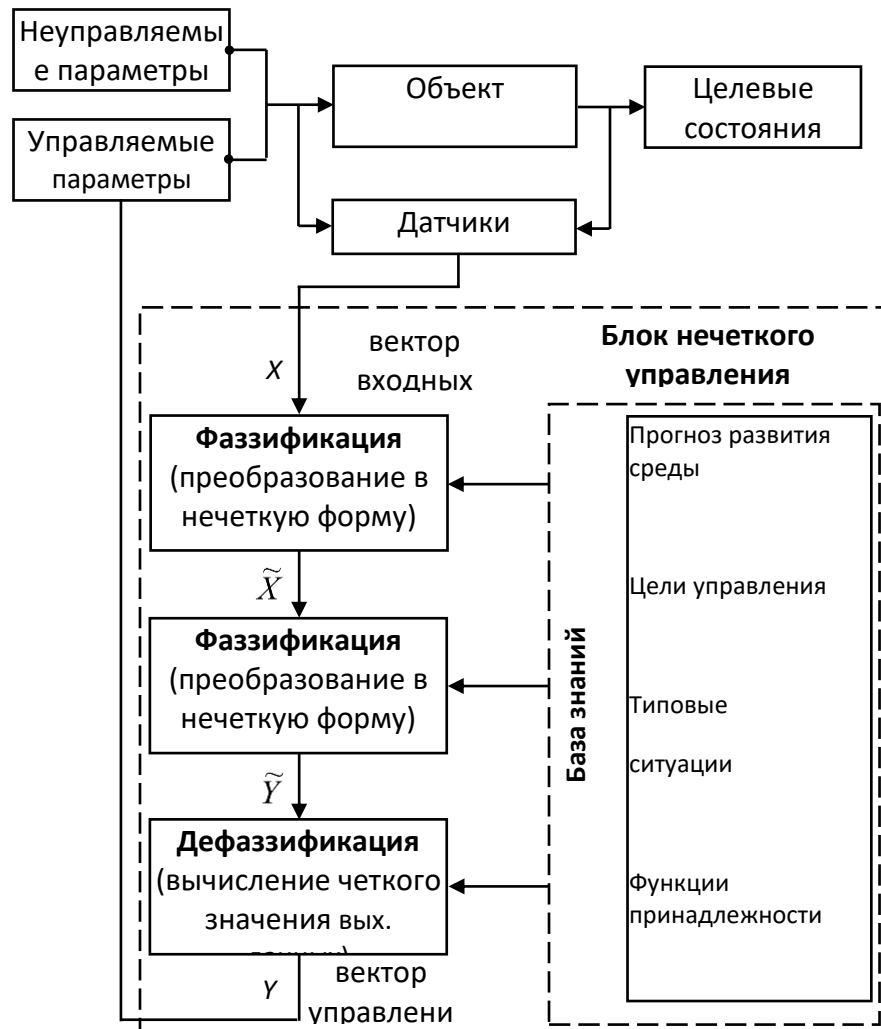 Неуправляемы
е параметры
Объект
Целевые
состояния
Управляемые
параметры
Датчики
вектор
входных
X
Блок нечеткого
управления
Фаззификация
(преобразование в
нечеткую форму)
X̃
Фаззификация
(преобразование в
нечеткую форму)
Ỹ
Дефаззификация
(вычисление четкого
значения вых.
Y
вектор
управлени
База знаний
Прогноз развития
среды
Цели управления
Типовые
ситуации
Функции
принадлежности